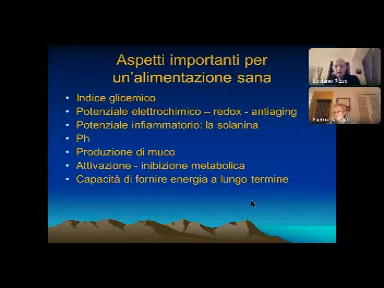 Aspetti importanti per
un'alimentazione sana
• Indice glicemico
• Potenziale elettrochimico – redox - antiaging
• Potenziale infiammatorio: la solanina
• Ph
• Produzione di muco
• Attivazione - inibizione metabolica
• Capacità di fornire energia a lungo termine